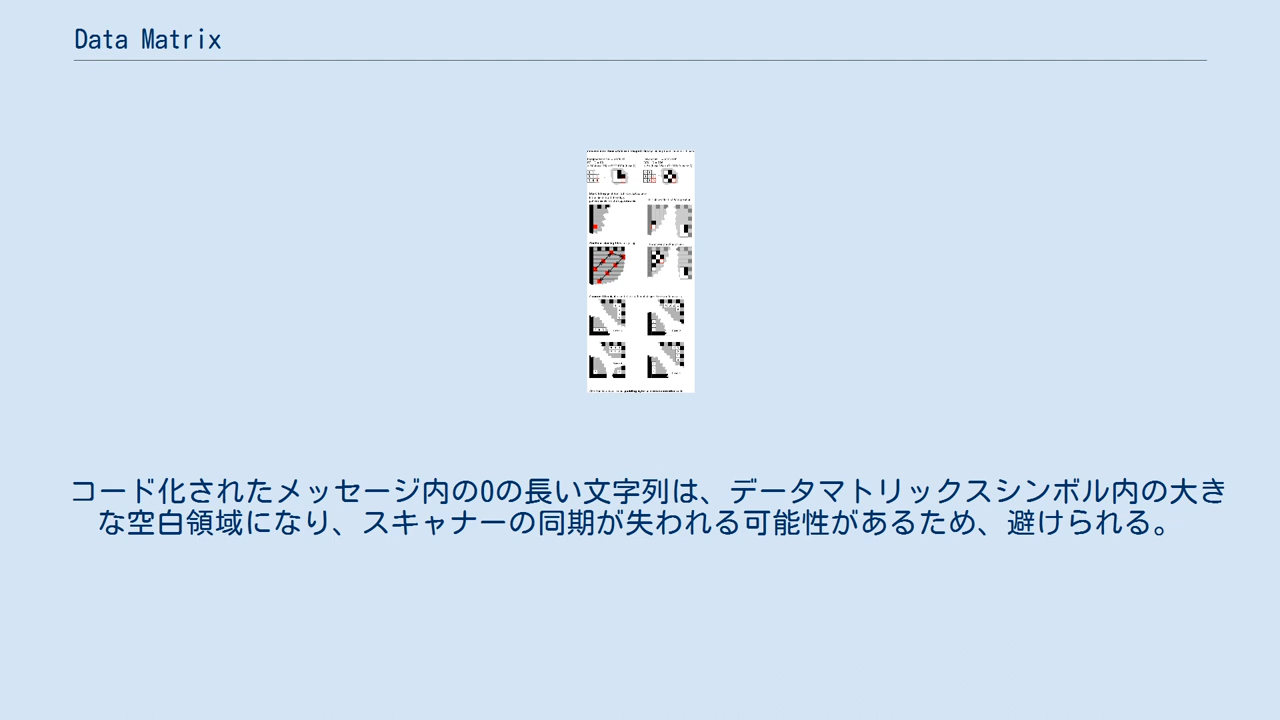 Data Matrix
コード化されたメッセージ内の0の長い文字列は、データマトリックスシンボル内の大き
な空白領域になり、スキャナーの同期が失われる可能性があるため、避けられる。